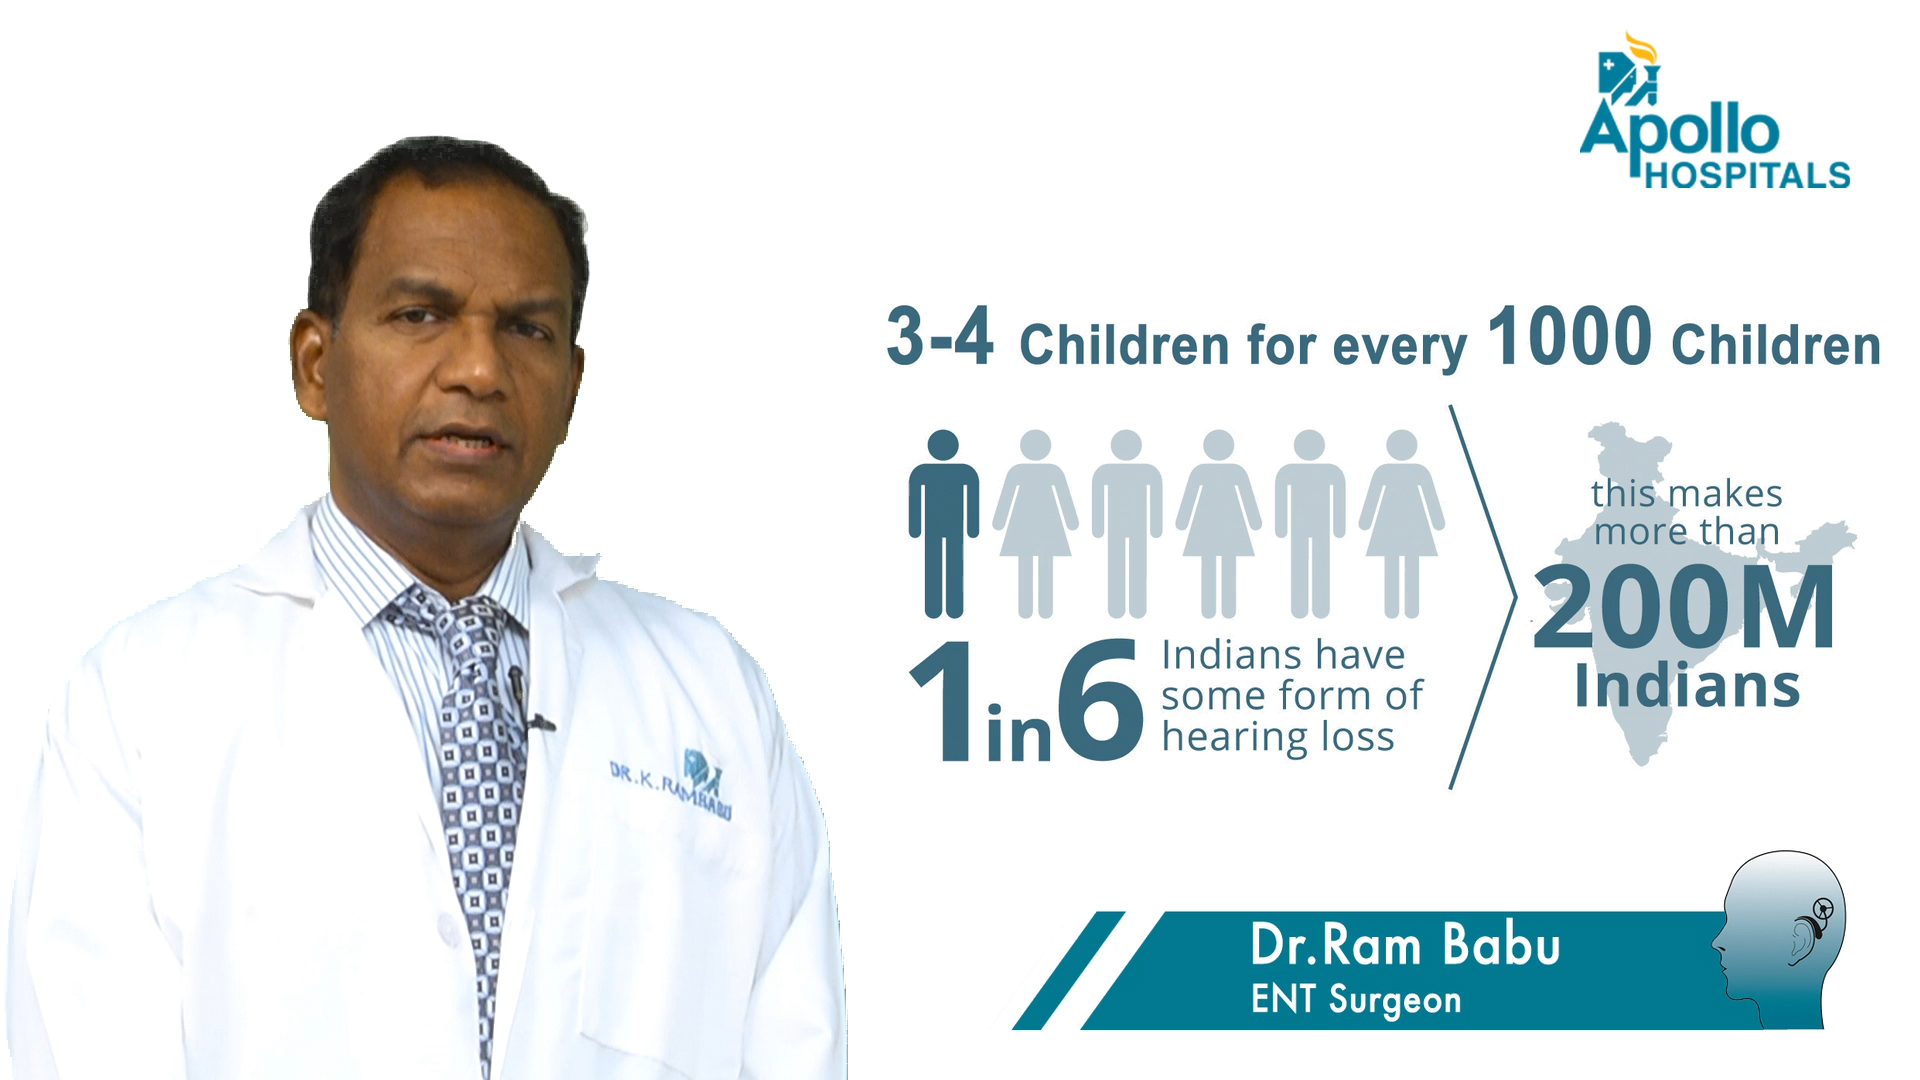 Apollo
HOSPITALS
3-4 Children for every 1000 Children
1in6
Indians have
some form of
hearing loss
this makes
more than
200M
Indians
DR.K.RAMBABU
Dr.Ram Babu
ENT Surgeon